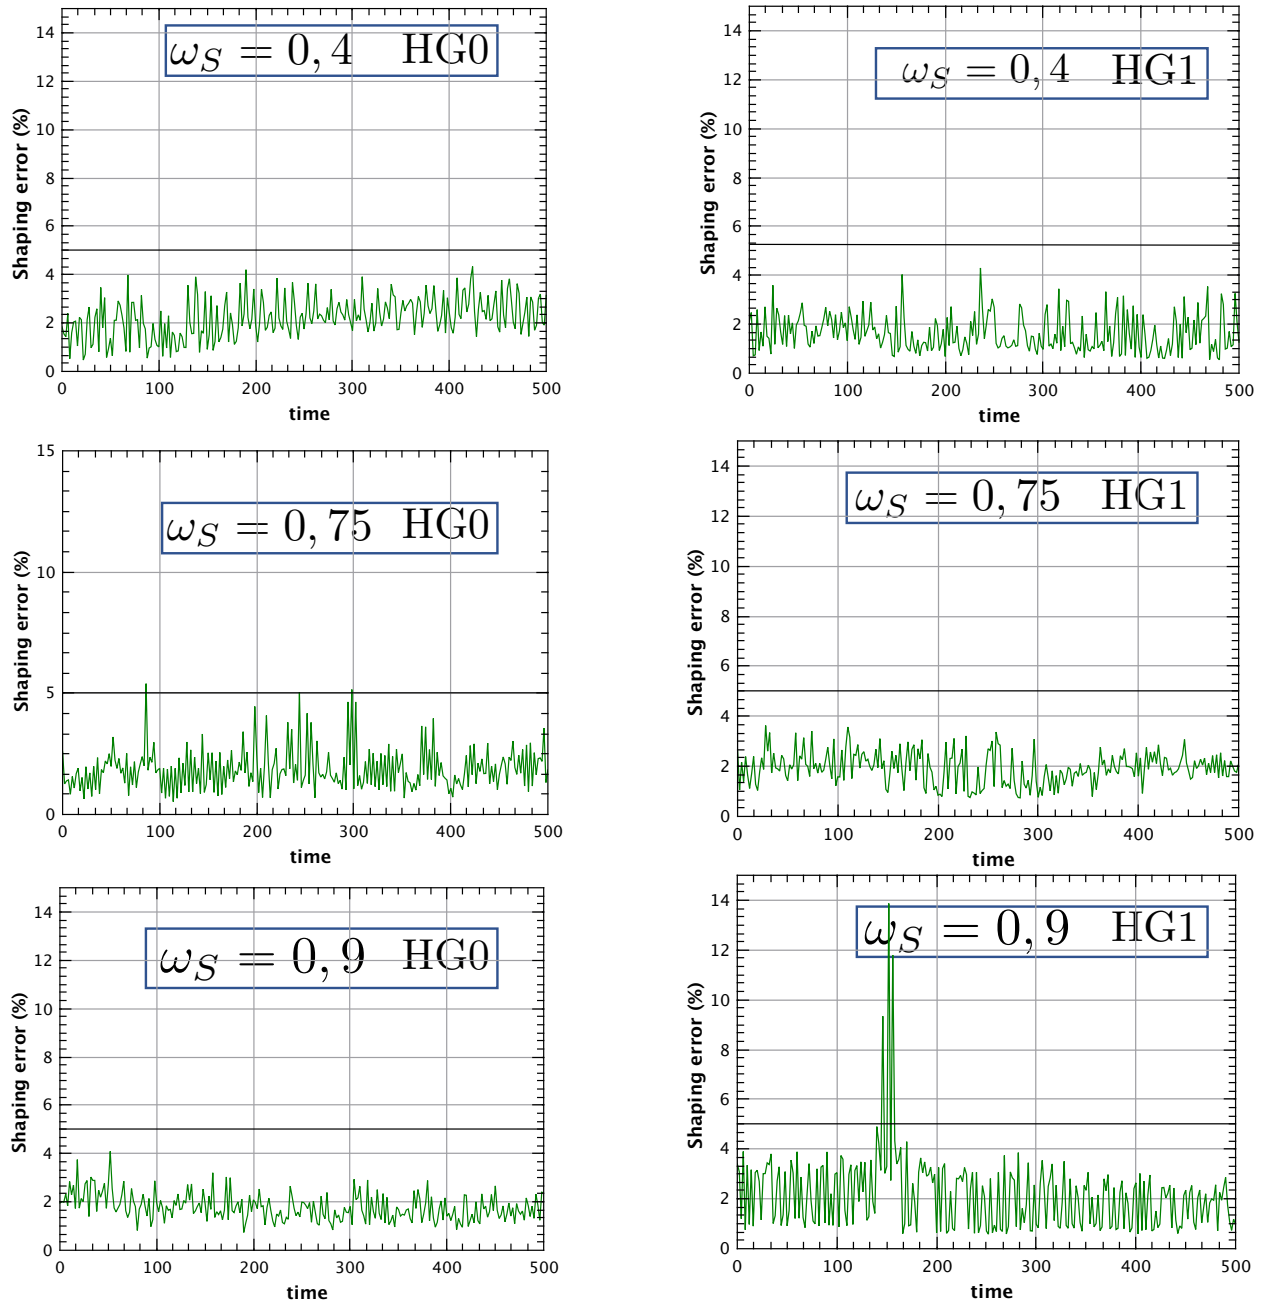 14
12
10
8
6
4
2
0
Shaping error (%)
ω_S = 0, 4 HG0
0 100 200 300 400 500
time
14
12
10
8
6
4
2
0
Shaping error (%)
ω_S = 0, 4 HG1
0 100 200 300 400 500
time
15
10
5
0
Shaping error (%)
ω_S = 0, 75 HG0
0 100 200 300 400 500
time
14
12
10
8
6
4
2
0
Shaping error (%)
ω_S = 0, 75 HG1
0 100 200 300 400 500
time
14
12
10
8
6
4
2
0
Shaping error (%)
ω_S = 0, 9 HG0
0 100 200 300 400 500
time
14
12
10
8
6
4
2
0
Shaping error (%)
ω_S = 0, 9 HG1
0 100 200 300 400 500
time